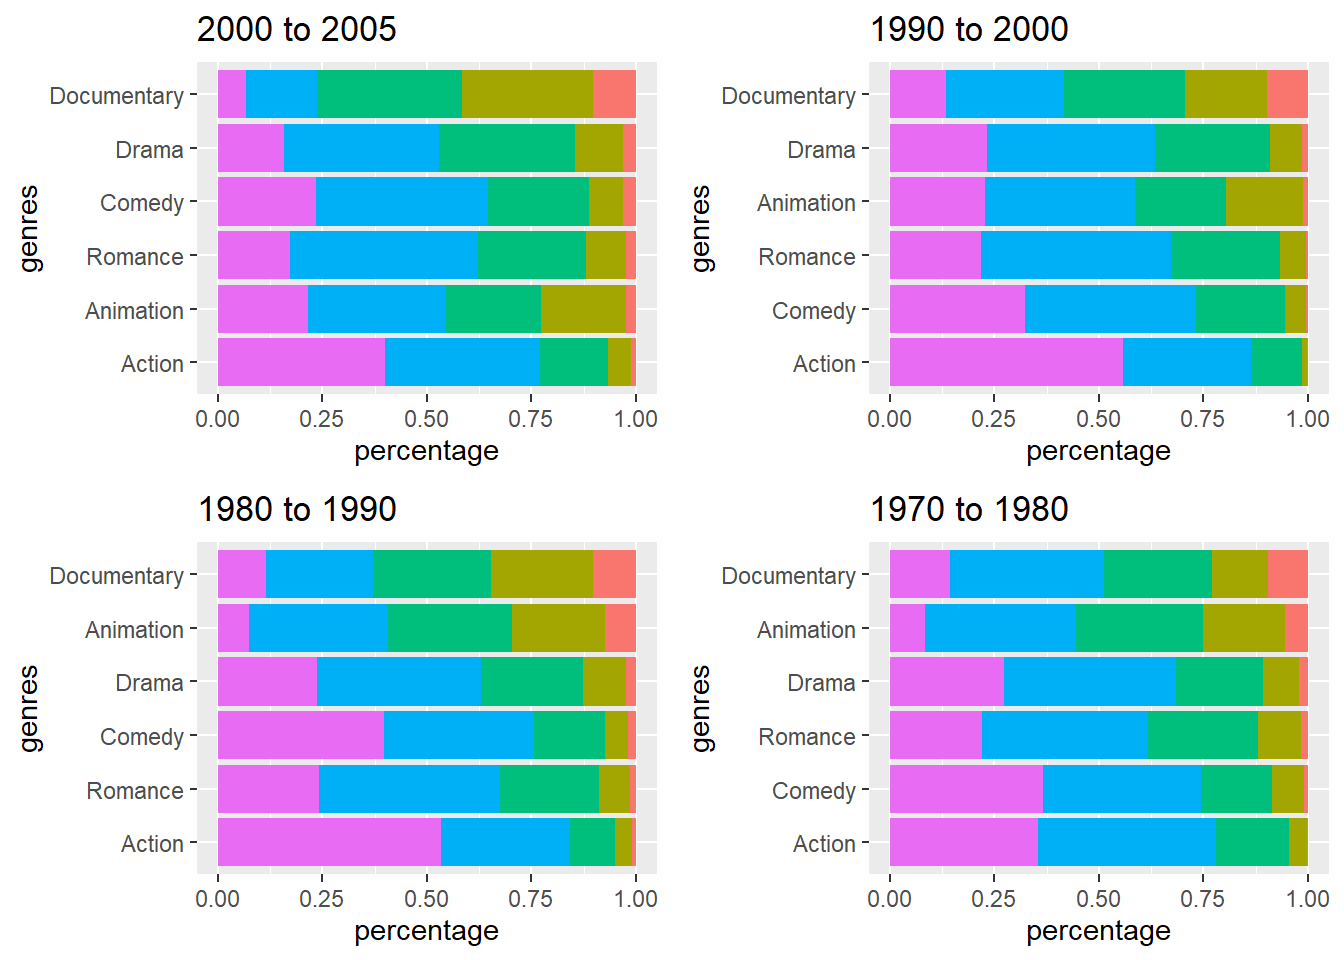 2000 to 2005
genres
Documentary
Drama
Comedy
Romance
Animation
Action
0.00 0.25 0.50 0.75 1.00
percentage
1990 to 2000
genres
Documentary
Drama
Animation
Romance
Comedy
Action
0.00 0.25 0.50 0.75 1.00
percentage
1980 to 1990
genres
Documentary
Animation
Drama
Comedy
Romance
Action
0.00 0.25 0.50 0.75 1.00
percentage
1970 to 1980
genres
Documentary
Animation
Drama
Romance
Comedy
Action
0.00 0.25 0.50 0.75 1.00
percentage